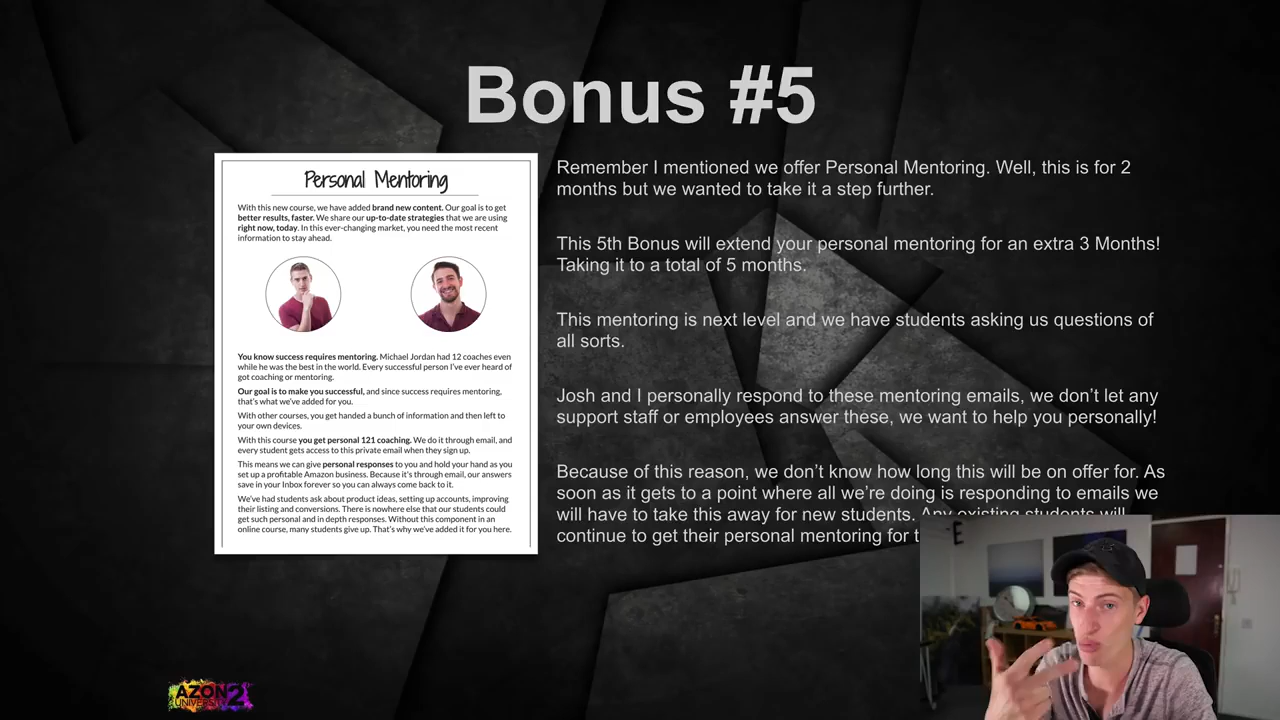 Bonus #5
Personal Mentoring
With this new course, we have added brand new content. Our goal is to get
better results, faster. We share our up-to-date strategies that we are using
right now, today. In this ever-changing market, you need the most recent
information to stay ahead.
You know success requires mentoring. Michael Jordan had 12 coaches even
while he was the best in the world. Every successful person I've ever heard of
got coaching or mentoring.
Our goal is to make you successful, and since success requires mentoring,
that's what we've added for you.
With other courses, you get handed a bunch of information and then left to
your own devices.
With this course you get personal 121 coaching. We do it through email, and
every student gets access to this private email when they sign up.
This means we can give personal responses to you and hold your hand as you
set up a profitable Amazon business. Because it's through email, our answers
save in your Inbox forever so you can always come back to it.
We've had students ask about product ideas, setting up accounts, improving
their listing and conversions. There is nowhere else that our students could
get such personal and in depth responses. Without this component in an
online course, many students give up. That's why we've added it for you here.
Remember I mentioned we offer Personal Mentoring. Well, this is for 2
months but we wanted to take it a step further.
This 5th Bonus will extend your personal mentoring for an extra 3 Months!
Taking it to a total of 5 months.
This mentoring is next level and we have students asking us questions of
all sorts.
Josh and I personally respond to these mentoring emails, we don't let any
support staff or employees answer these, we want to help you personally!
Because of this reason, we don't know how long this will be on offer for. As
soon as it gets to a point where all we're doing is responding to emails we
will have to take this away for new students. Any existing students will
continue to get their personal mentoring for t
E
AZON
UNIVERSITY 2